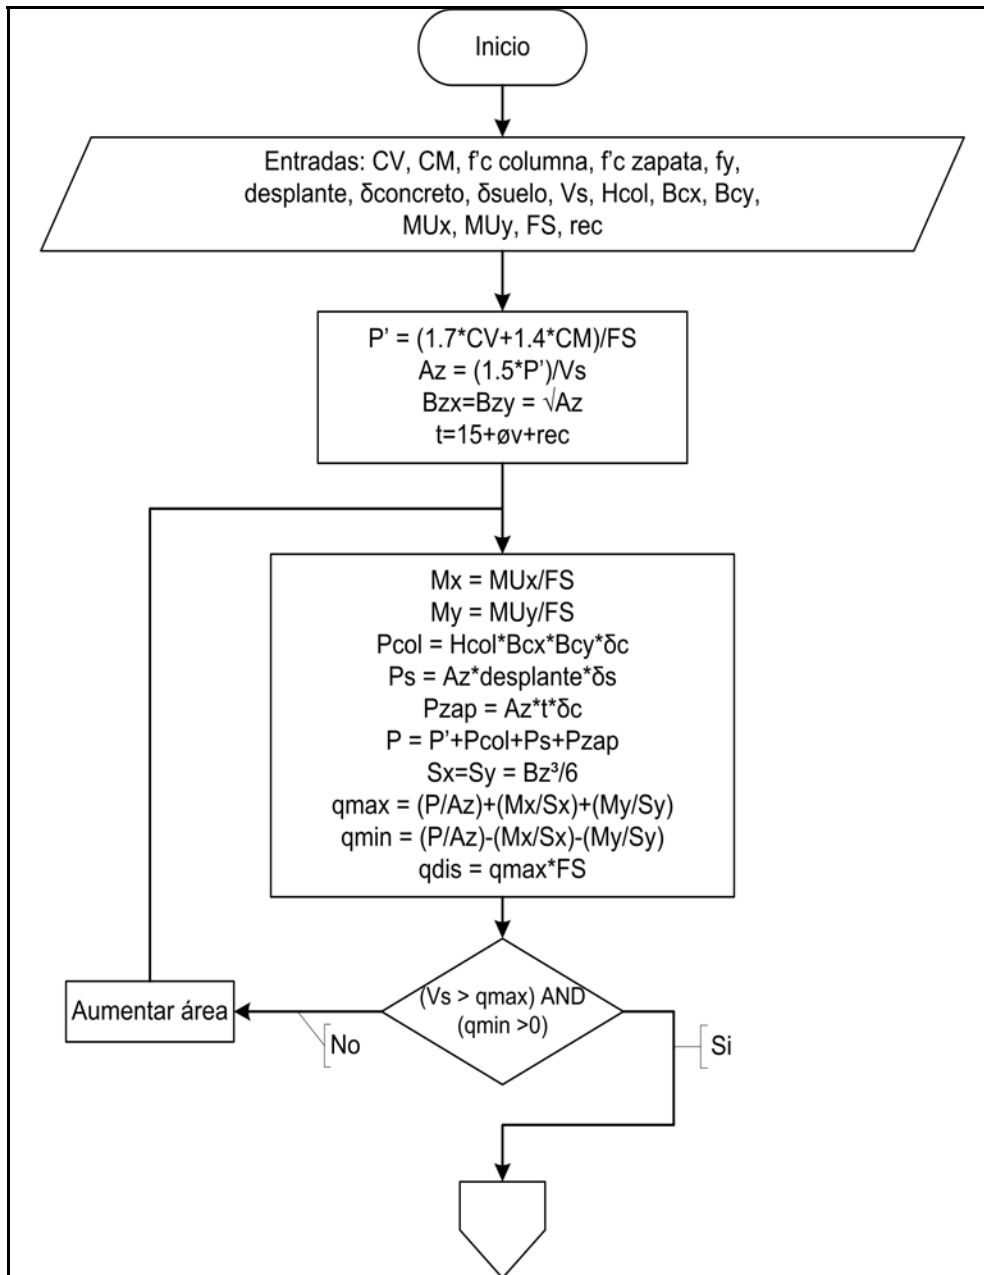 Inicio
Entradas: CV, CM, f'c columna, f'c zapata, fy,
desplante, δconcreto, δsuelo, Vs, Hcol, Bcx, Bcy,
MUx, MUy, FS, rec
P' = (1.7*CV+1.4*CM)/FS
Az = (1.5*P')/Vs
Bzx=Bzy = √Az
t=15+øv+rec
Mx = MUx/FS
My = MUy/FS
Pcol = Hcol*Bcx*Bcy*δc
Ps = Az*desplante*δs
Pzap = Az*t*δc
P = P'+Pcol+Ps+Pzap
Sx=Sy = Bz³/6
qmax = (P/Az)+(Mx/Sx)+(My/Sy)
qmin = (P/Az)-(Mx/Sx)-(My/Sy)
qdis = qmax*FS
(Vs > qmax) AND
(qmin >0)
Aumentar área
No
Si